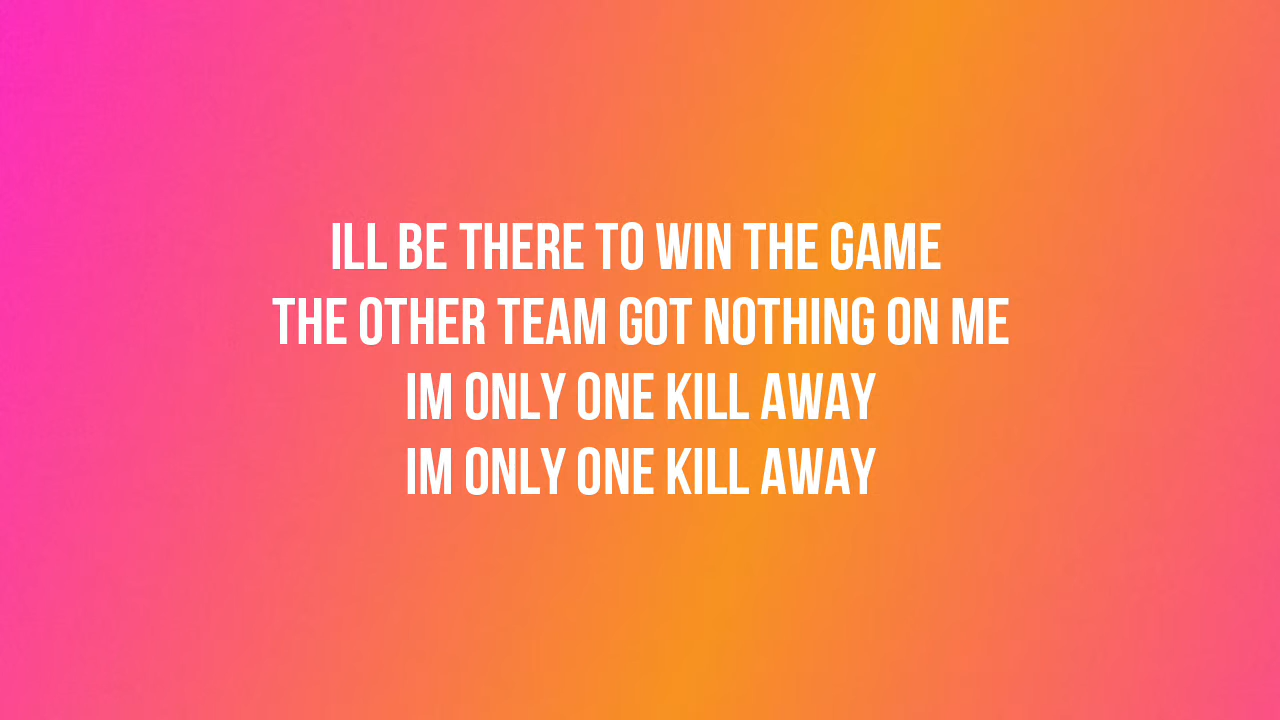 ILL BE THERE TO WIN THE GAME
THE OTHER TEAM GOT NOTHING ON ME
IM ONLY ONE KILL AWAY
IM ONLY ONE KILL AWAY